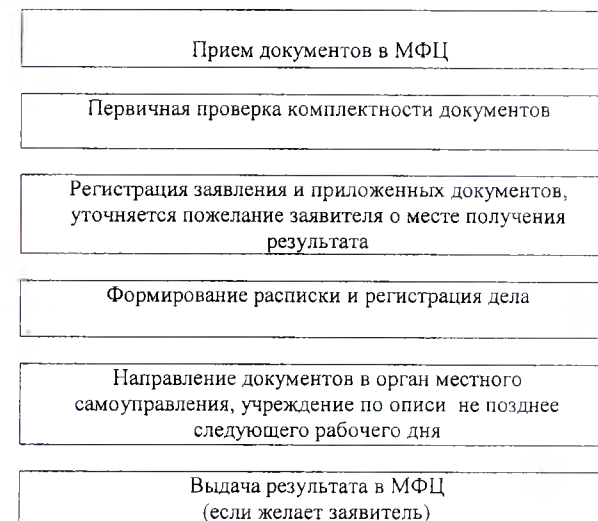 Прием документов в МФЦ
Первичная проверка комплектности документов
Регистрация заявления и приложенных документов,
уточняется пожелание заявителя о месте получения
результата
Формирование расписки и регистрация дела
Направление документов в орган местного
самоуправления, учреждение по описи не позднее
следующего рабочего дня
Выдача результата в МФЦ
(если желает заявитель)